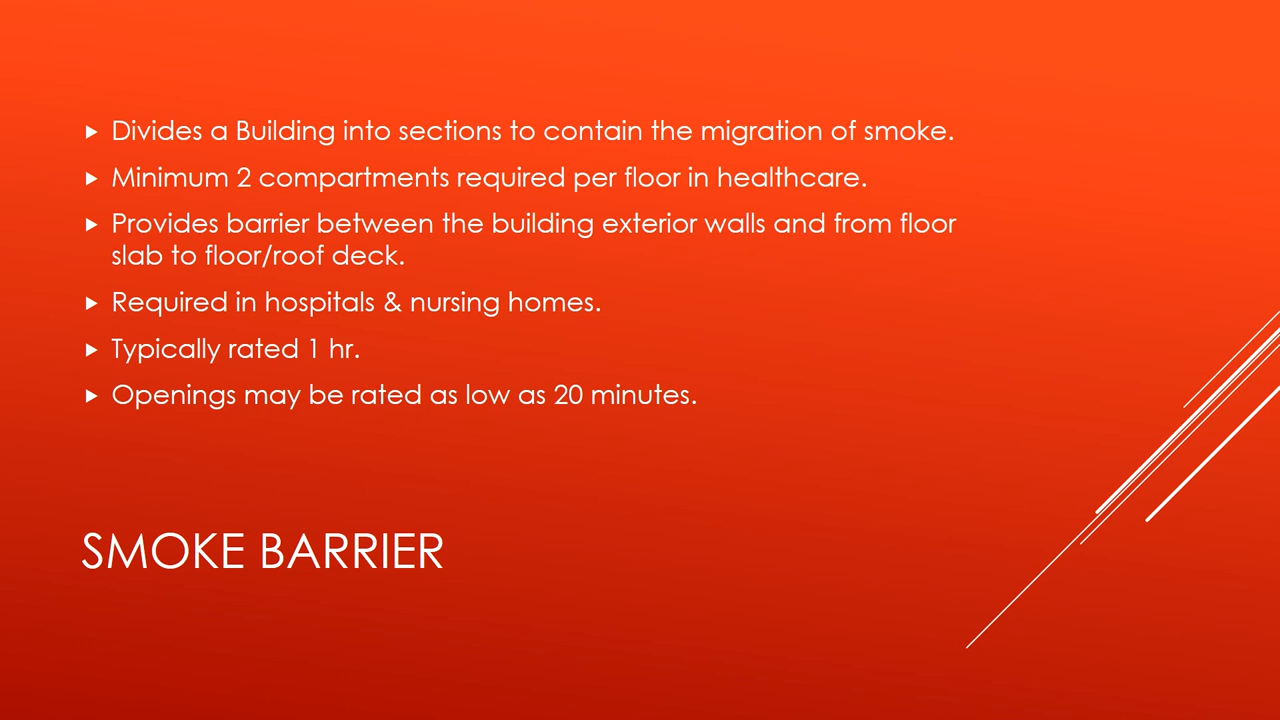 Divides a Building into sections to contain the migration of smoke.
Minimum 2 compartments required per floor in healthcare.
Provides barrier between the building exterior walls and from floor
slab to floor/roof deck.
Required in hospitals & nursing homes.
Typically rated 1 hr.
Openings may be rated as low as 20 minutes.
SMOKE BARRIER